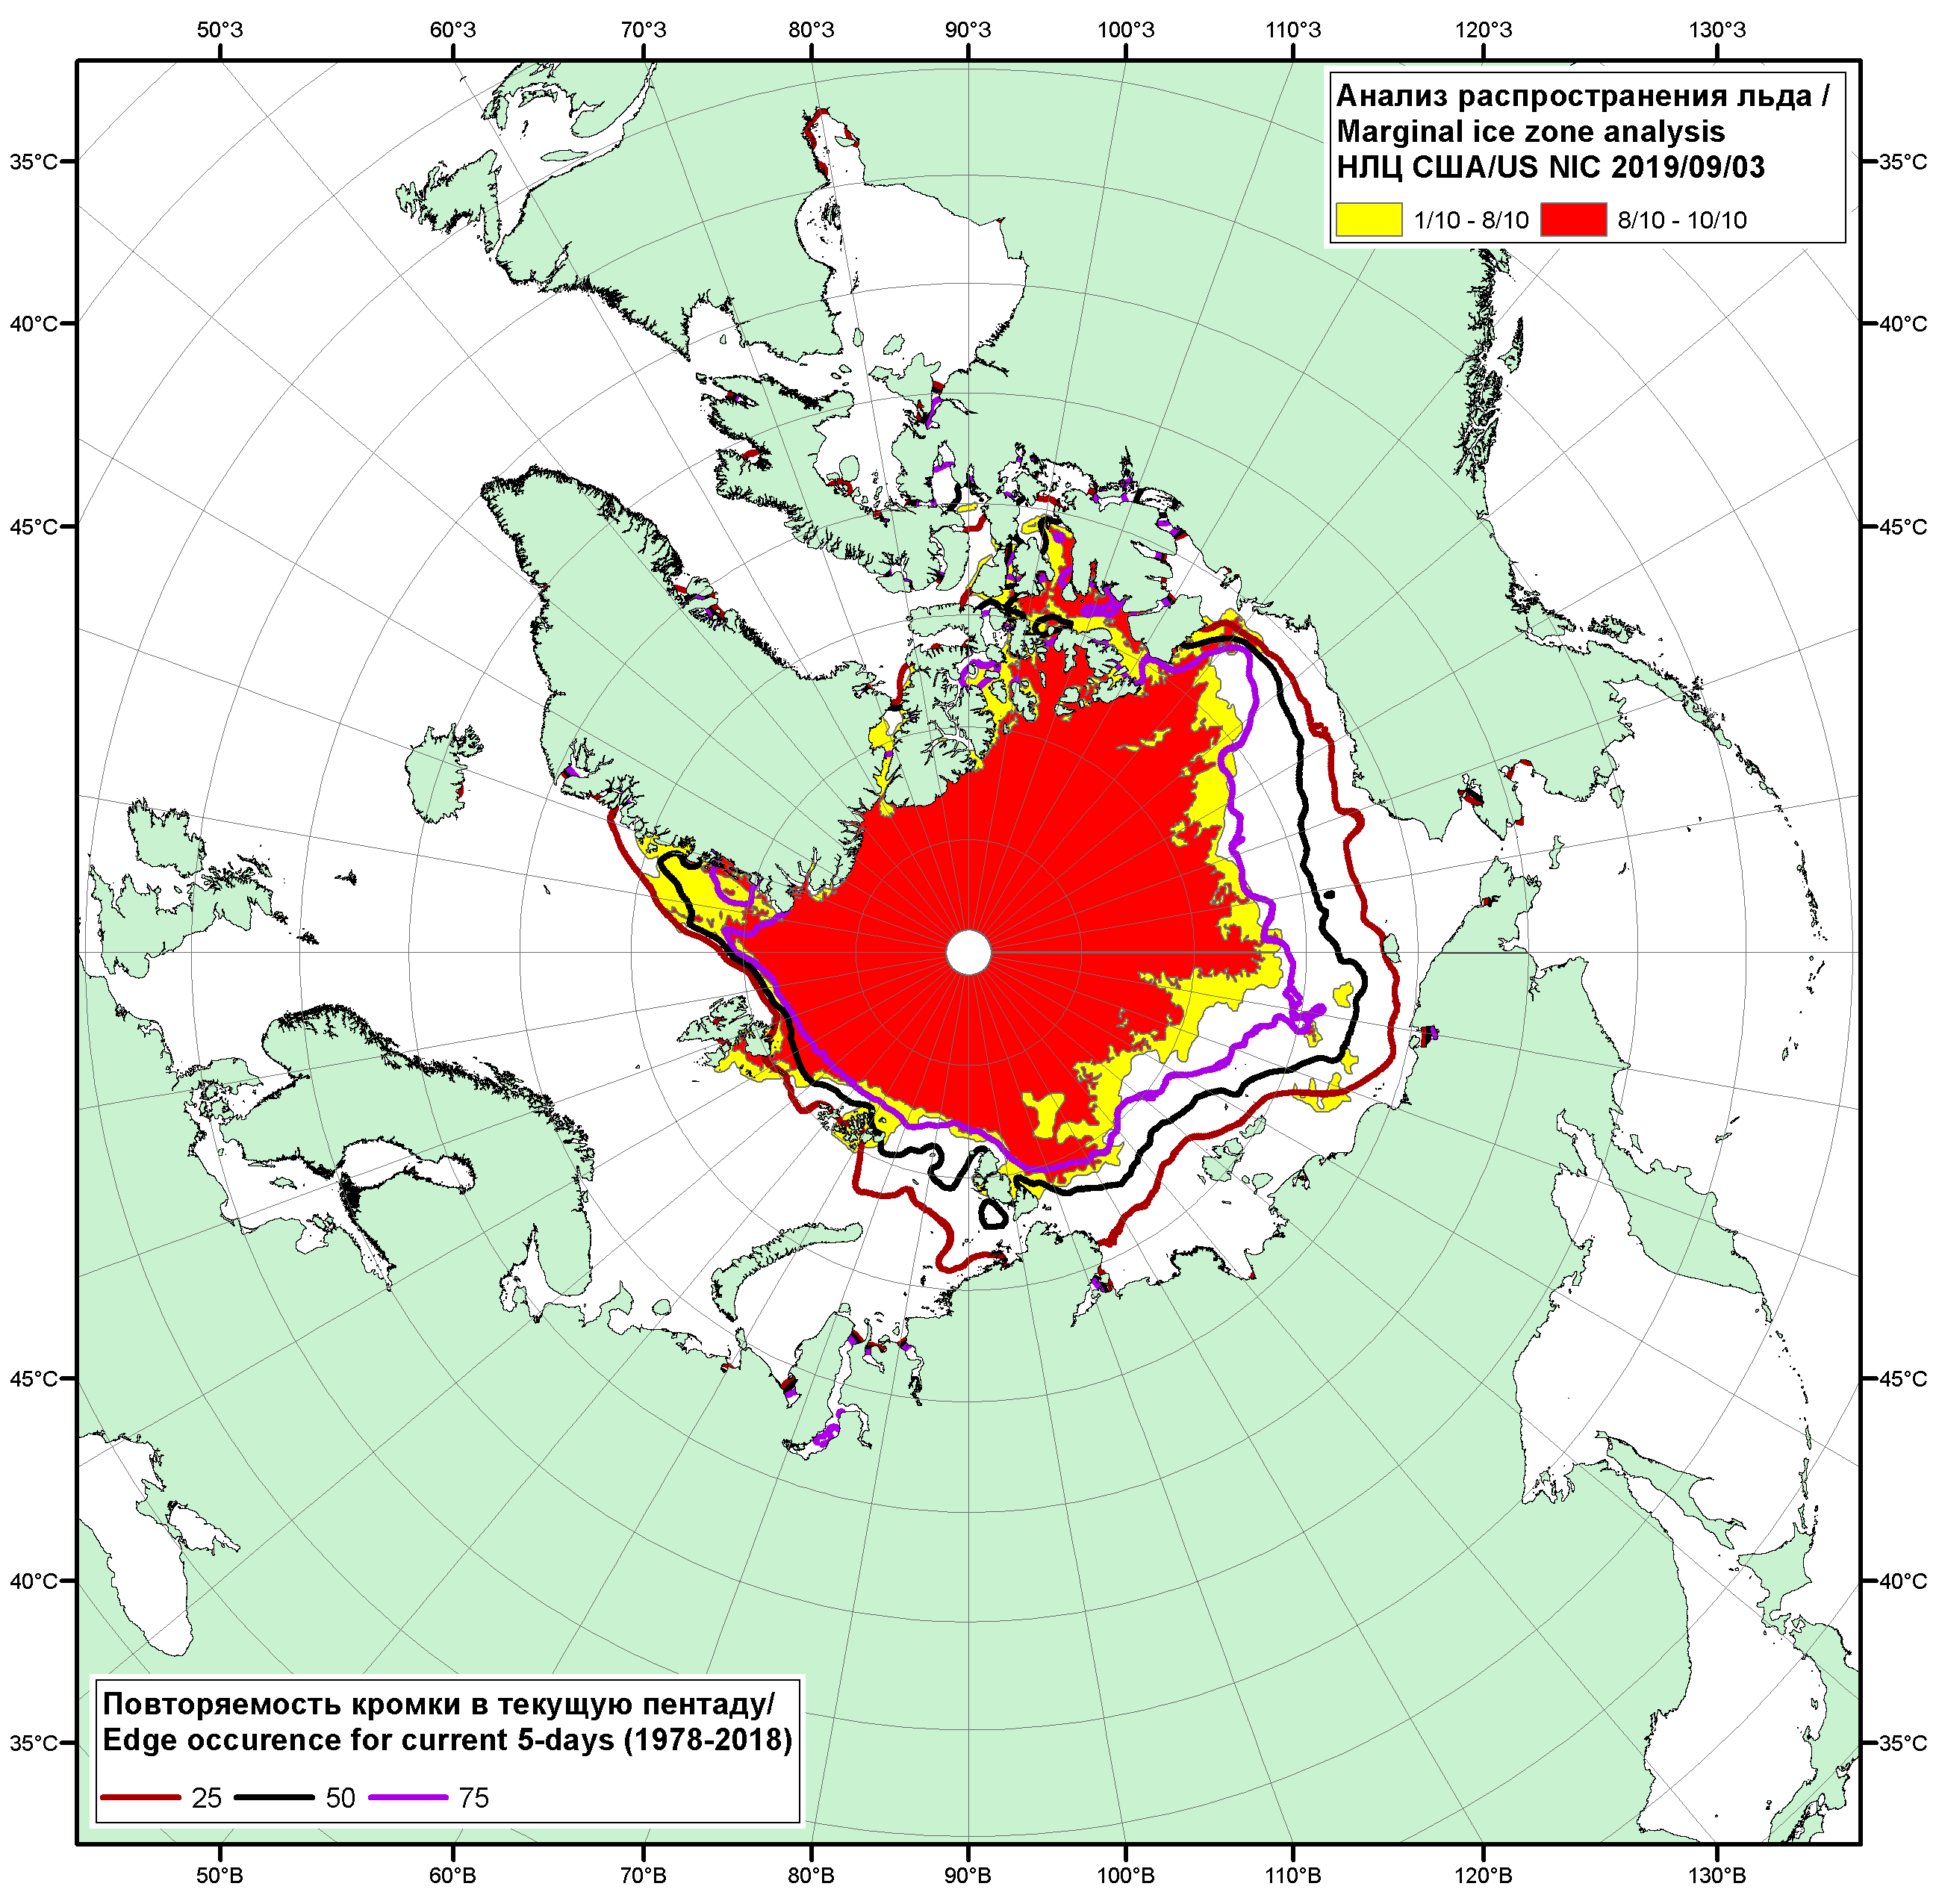 50°З 60°З 70°З 80°З 90°З 100°З 110°З 120°З 130°З
Анализ распространения льда /
Marginal ice zone analysis
НЛЦ США/US NIC 2019/09/03
1/10 - 8/10 8/10 - 10/10
35°С 35°С
40°С 40°С
45°С 45°С
45°С 45°С
40°С 40°С
35°С 35°С
Повторяемость кромки в текущую пентаду/
Edge occurence for current 5-days (1978-2018)
25 50 75
50°В 60°В 70°В 80°В 90°В 100°В 110°В 120°В 130°В